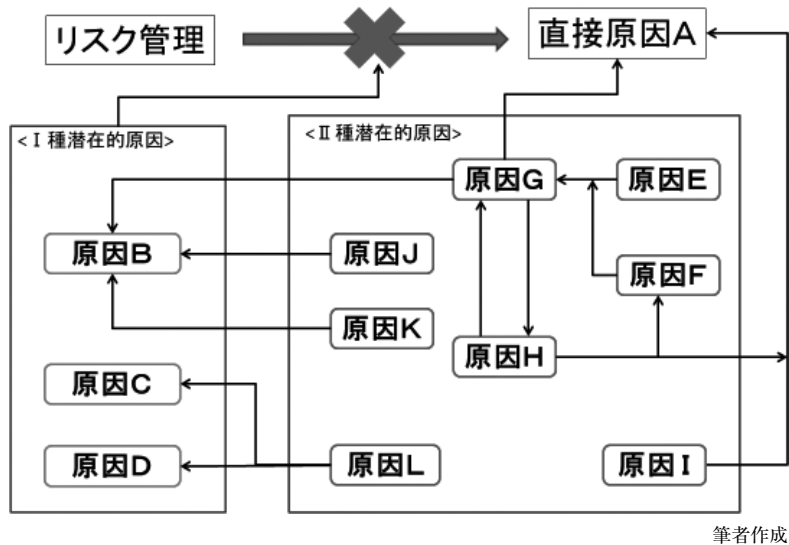 リスク管理
直接原因A
<Ⅰ種潜在的原因>
<Ⅱ種潜在的原因>
原因G
原因E
原因B
原因J
原因F
原因K
原因H
原因C
原因D
原因L
原因I
筆者作成